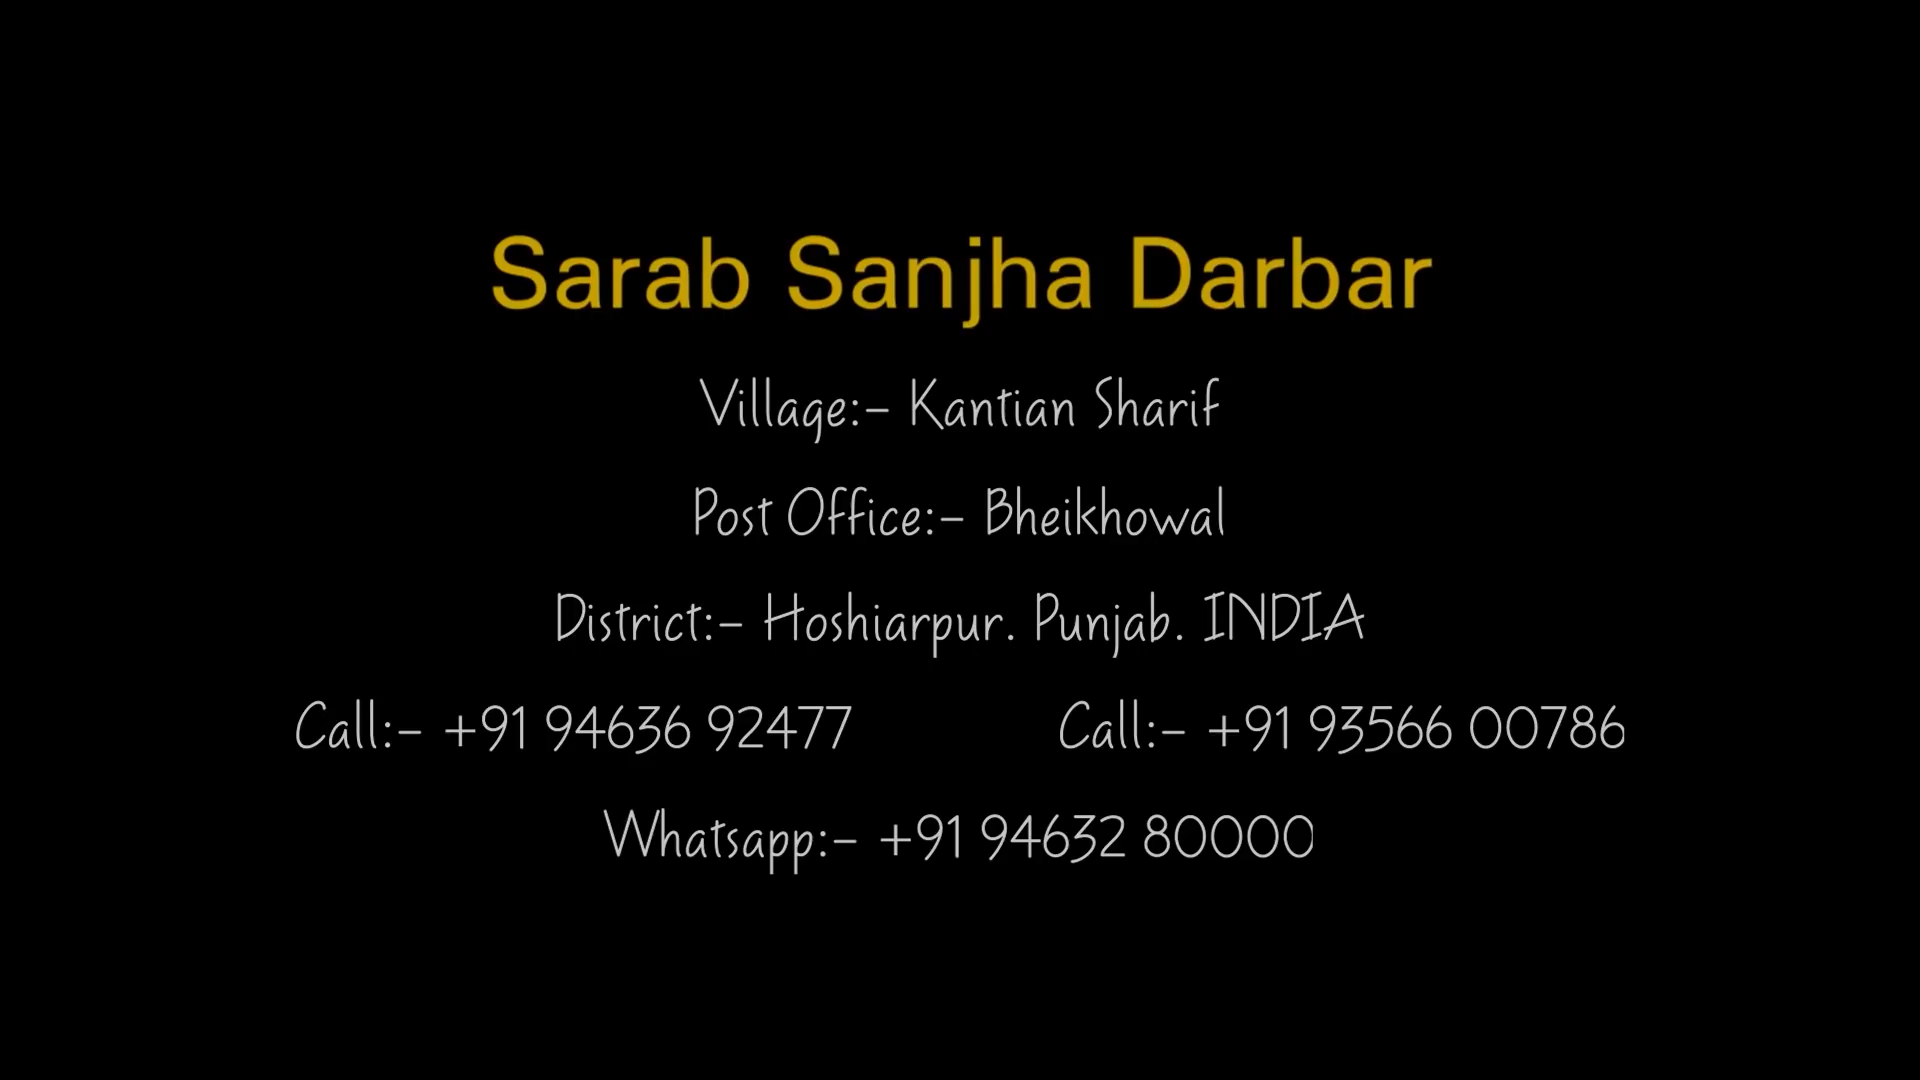 Sarab Sanjha Darbar
Village:- Kantian Sharif
Post Office:- Bheikhowal
District:- Hoshiarpur. Punjab. INDIA
Call:- +91 94636 92477 Call:- +91 93566 00786
Whatsapp:- +91 94632 80000